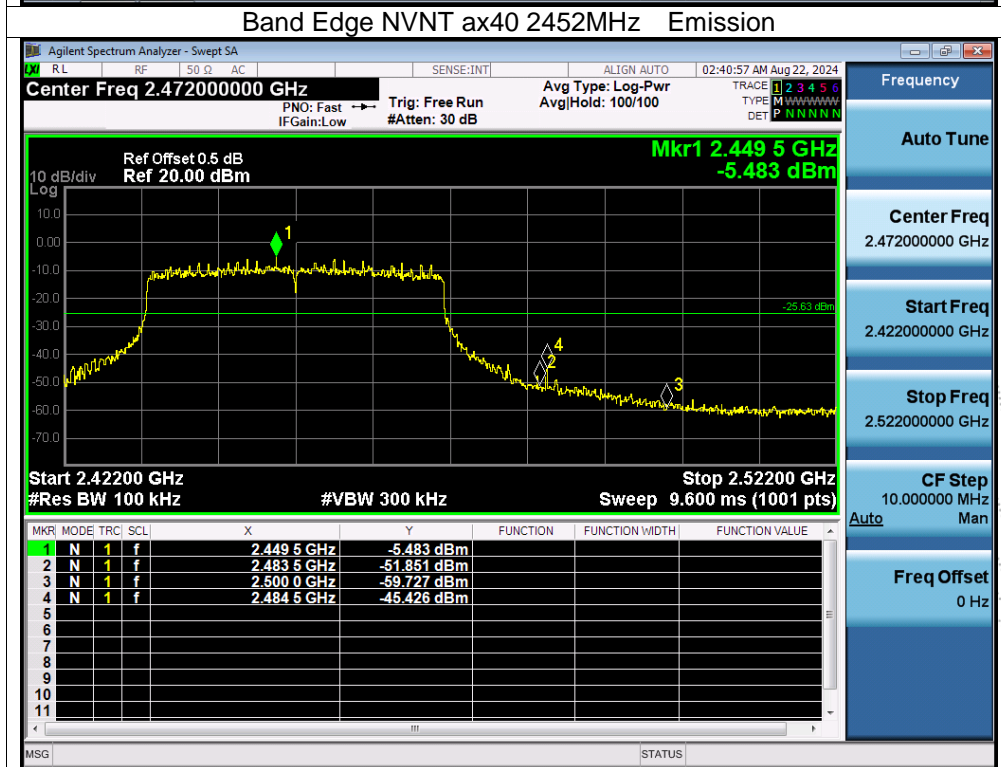 Band Edge NVNT ax40 2452MHz Emission
Agilent Spectrum Analyzer - Swept SA
LXI RL RF 50 Ω AC SENSE:INT ALIGN AUTO 02:40:57 AM Aug 22, 2024
Center Freq 2.472000000 GHz
PNO: Fast
IFGain:Low
Trig: Free Run
#Atten: 30 dB
Avg Type: Log-Pwr
Avg|Hold: 100/100
TRACE 1 2 3 4 5 6
TYPE M W W W W W
DET P N N N N N
Frequency
Auto Tune
Center Freq
2.472000000 GHz
Start Freq
2.422000000 GHz
Stop Freq
2.522000000 GHz
CF Step
10.000000 MHz
Auto Man
Freq Offset
0 Hz
Ref Offset 0.5 dB
10 dB/div Ref 20.00 dBm
Log
Mkr1 2.449 5 GHz
-5.483 dBm
10.0
0.00
-10.0
-20.0
-30.0
-40.0
-50.0
-60.0
-70.0
1
-25.63 dBm
4
2
3
Start 2.42200 GHz Stop 2.52200 GHz
#Res BW 100 kHz #VBW 300 kHz Sweep 9.600 ms (1001 pts)
MKR MODE TRC SCL X Y FUNCTION FUNCTION WIDTH FUNCTION VALUE
1 N 1 f 2.449 5 GHz -5.483 dBm
2 N 1 f 2.483 5 GHz -51.851 dBm
3 N 1 f 2.500 0 GHz -59.727 dBm
4 N 1 f 2.484 5 GHz -45.426 dBm
5
6
7
8
9
10
11
MSG STATUS